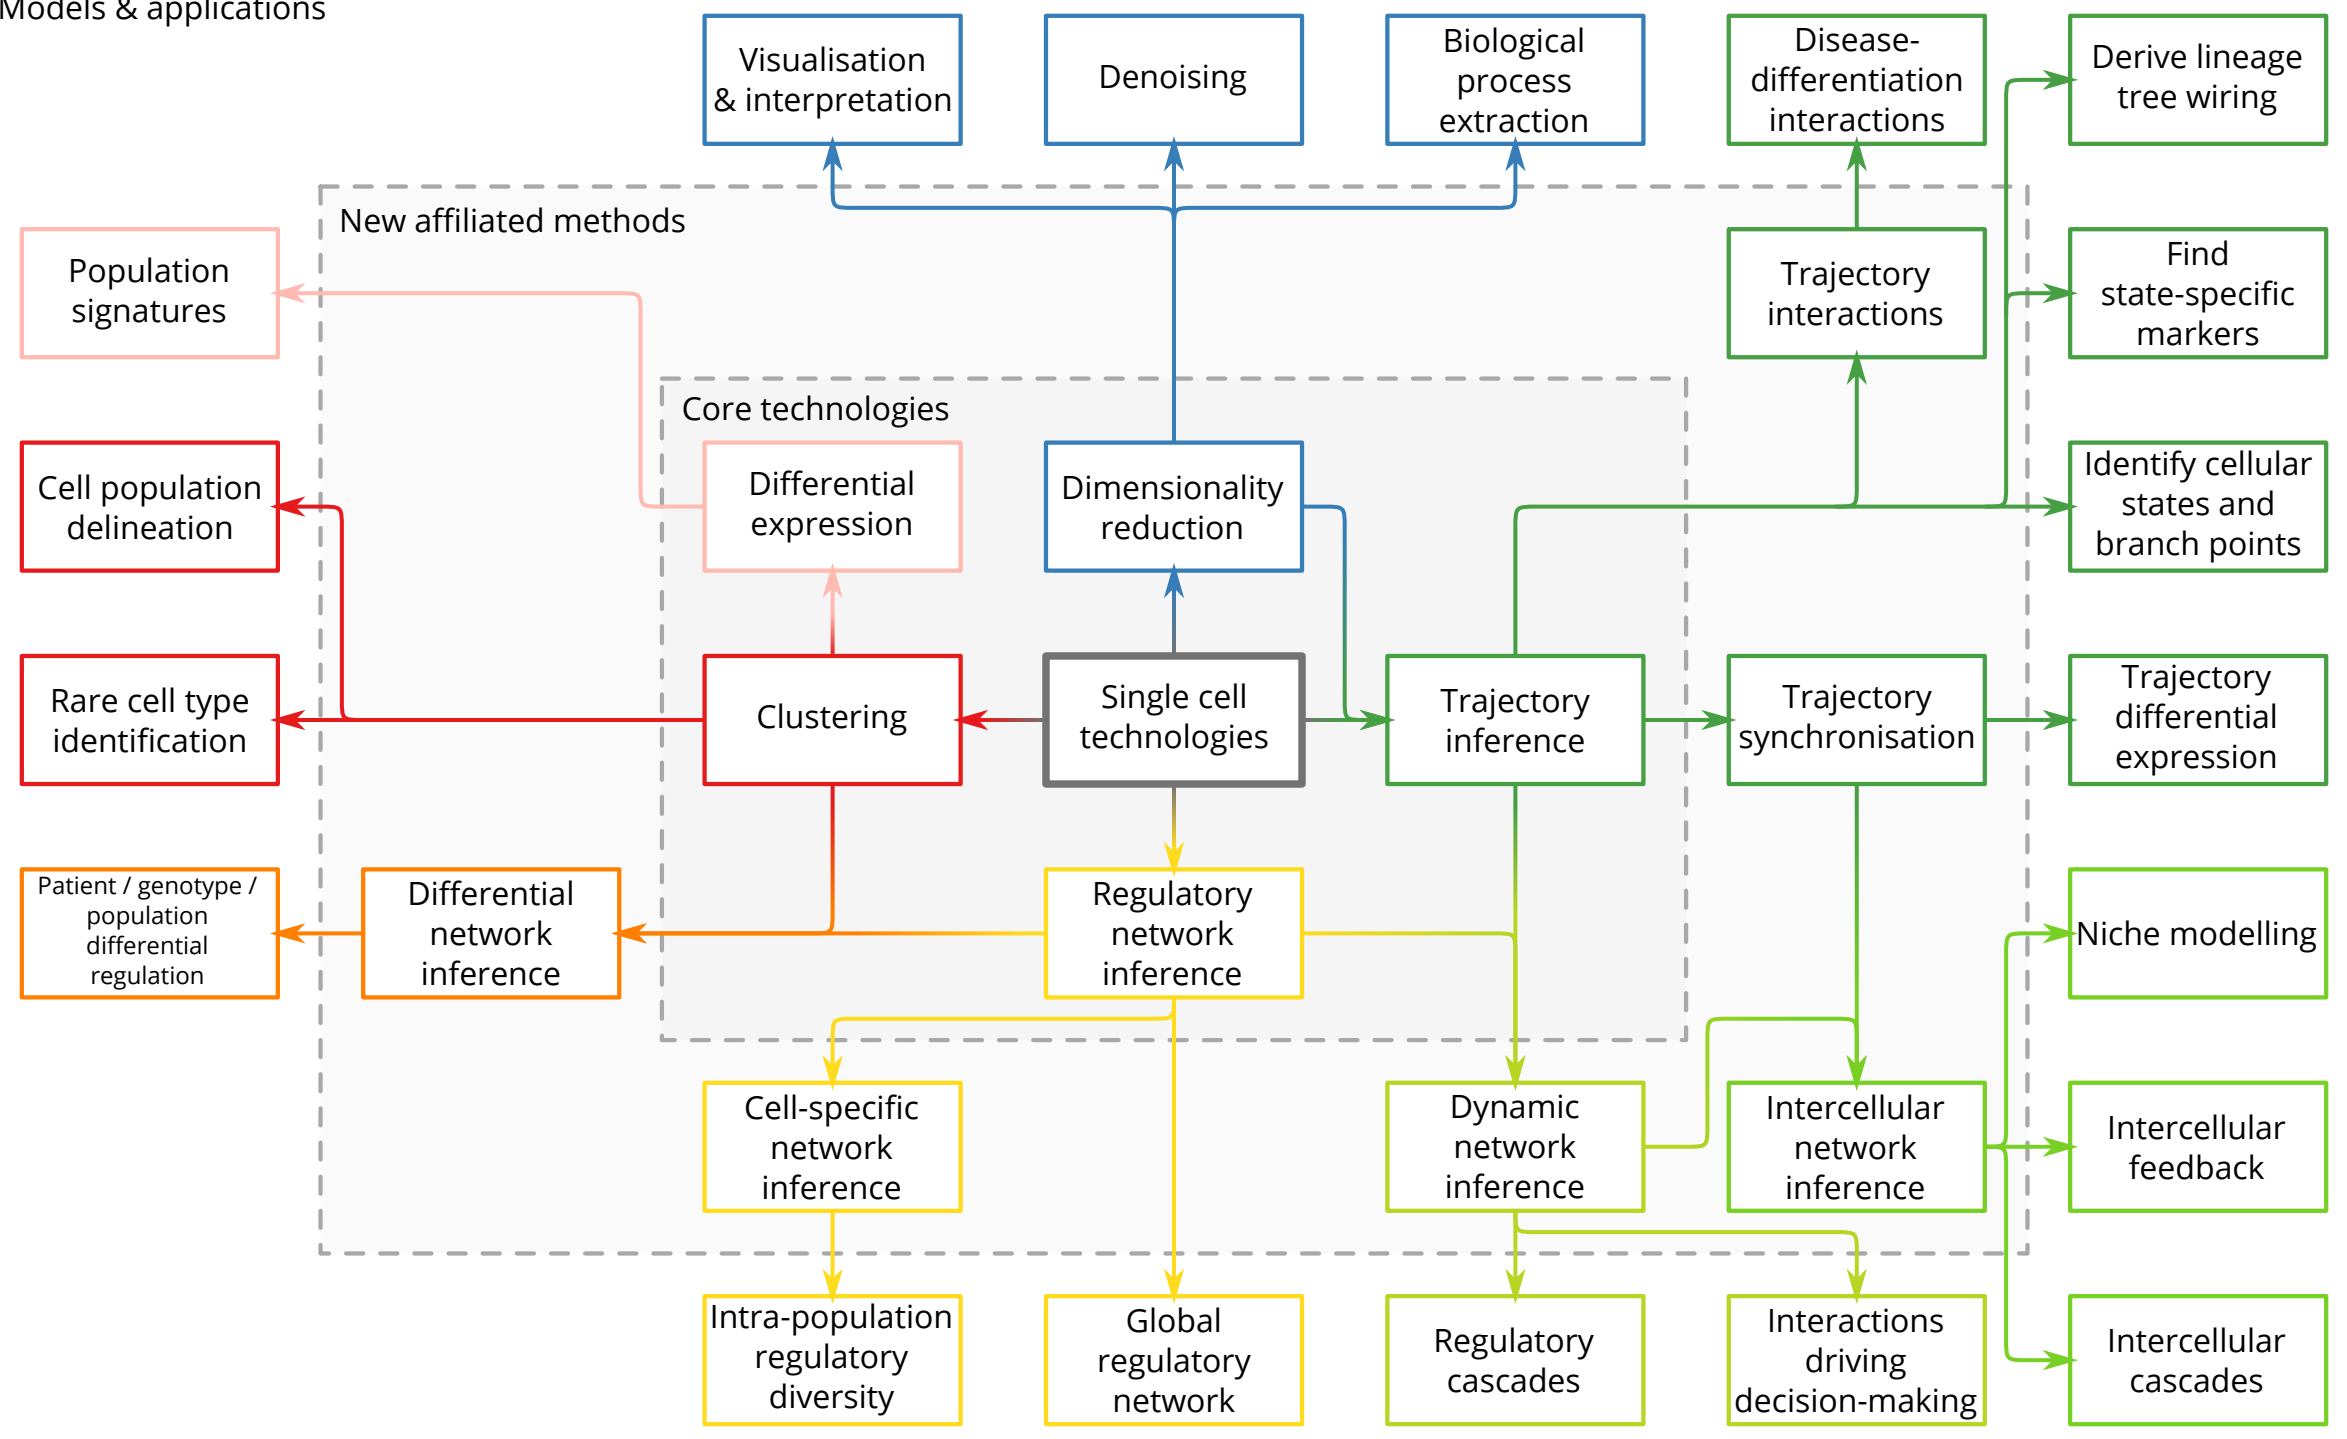 Models & applications
Visualisation
& interpretation
Denoising
Biological
process
extraction
Disease-
differentiation
interactions
Derive lineage
tree wiring
New affiliated methods
Population
signatures
Trajectory
interactions
Find
state-specific
markers
Core technologies
Cell population
delineation
Differential
expression
Dimensionality
reduction
Identify cellular
states and
branch points
Rare cell type
identification
Clustering
Single cell
technologies
Trajectory
inference
Trajectory
synchronisation
Trajectory
differential
expression
Patient / genotype /
population
differential
regulation
Differential
network
inference
Regulatory
network
inference
Niche modelling
Cell-specific
network
inference
Dynamic
network
inference
Intercellular
network
inference
Intercellular
feedback
Intra-population
regulatory
diversity
Global
regulatory
network
Regulatory
cascades
Interactions
driving
decision-making
Intercellular
cascades